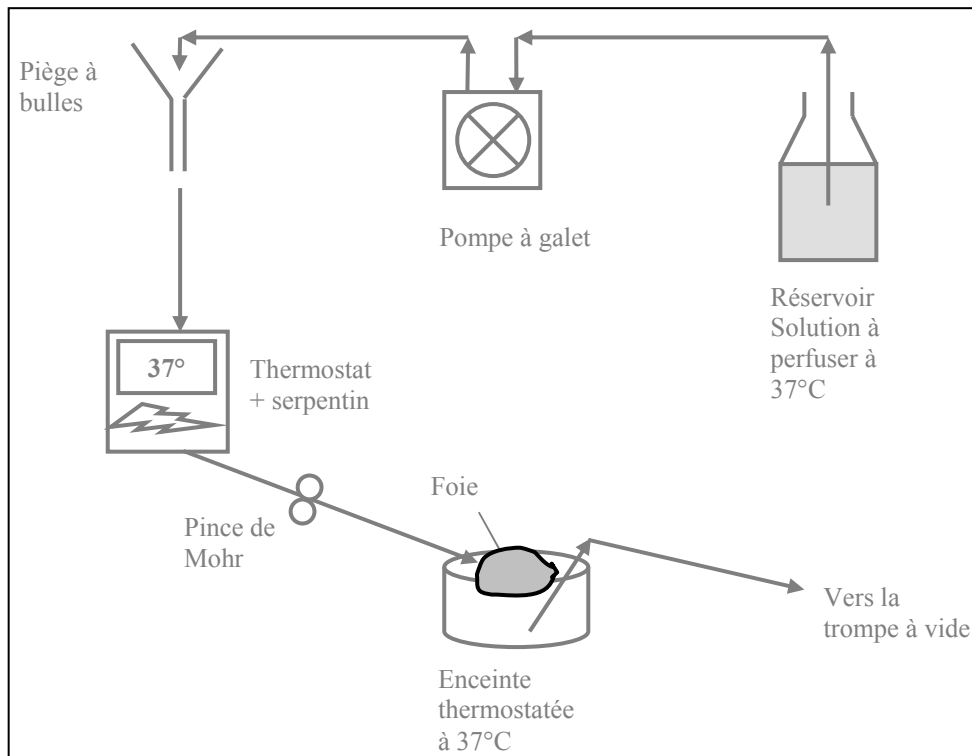 Piège à
bulles
Pompe à galet
Réservoir
Solution à
perfuser à
37°C
37°
Thermostat
+ serpentin
Pince de
Mohr
Foie
Vers la
trompe à vide
Enceinte
thermostatée
à 37°C